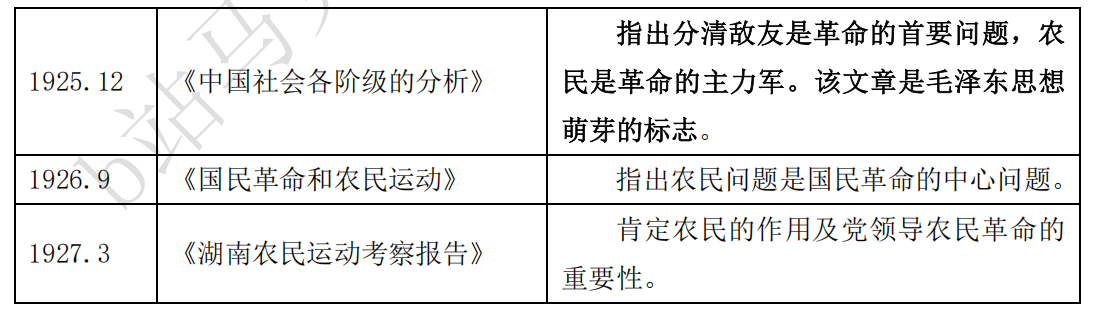 指出分清敌友是革命的首要问题，农
1925.12 《中国社会各阶级的分析》 民是革命的主力军。该文章是毛泽东思想
萌芽的标志。
1926.9 《国民革命和农民运动》 指出农民问题是国民革命的中心问题。
肯定农民的作用及党领导农民革命的
1927.3 《湖南农民运动考察报告》
重要性。
b站马